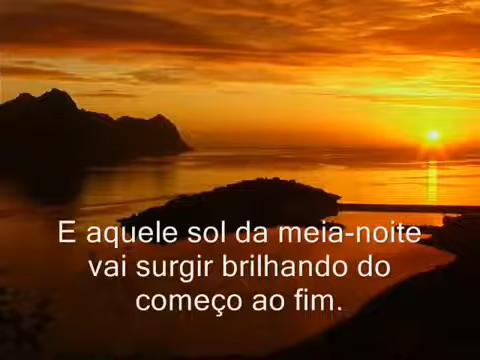 E aquele sol da meia-noite
vai surgir brilhando do
começo ao fim.